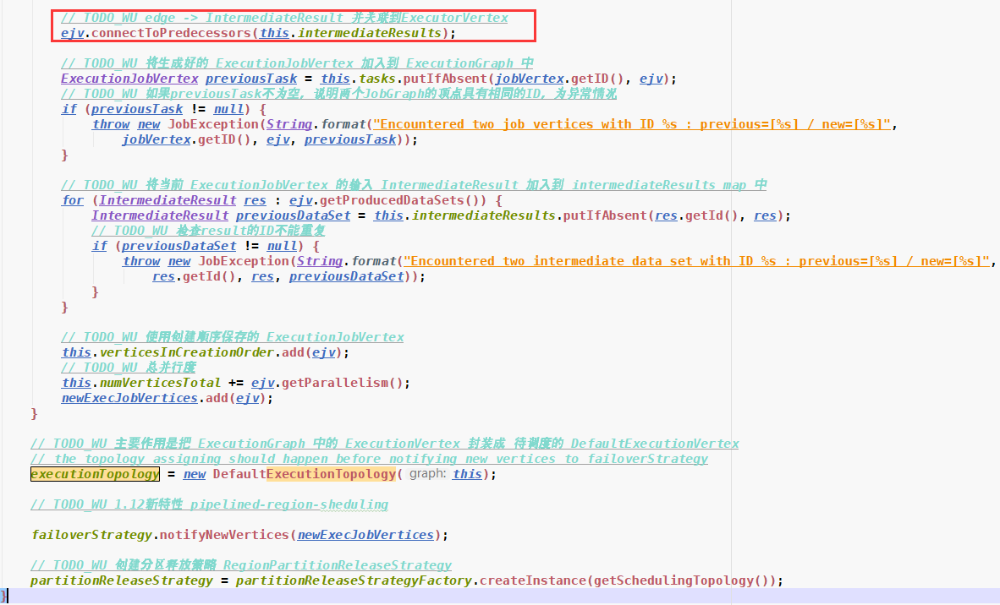 // TODO_WU edge -> IntermediateResult 并关联到ExecutorVertex
ejv.connectToPredecessors(this.intermediateResults);
// TODO_WU 将生成好的 ExecutionJobVertex 加入到 ExecutionGraph 中
ExecutionJobVertex previousTask = this.tasks.putIfAbsent(jobVertex.getID(), ejv);
// TODO_WU 如果previousTask不为空, 说明两个JobGraph的顶点具有相同的ID, 为异常情况
if (previousTask != null) {
throw new JobException(String.format("Encountered two job vertices with ID %s : previous=[%s] / new=[%s]",
jobVertex.getID(), ejv, previousTask));
}
// TODO_WU 将当前 ExecutionJobVertex 的输入 IntermediateResult 加入到 intermediateResults map 中
for (IntermediateResult res : ejv.getProducedDataSets()) {
IntermediateResult previousDataSet = this.intermediateResults.putIfAbsent(res.getId(), res);
// TODO_WU 检查result的ID不能重复
if (previousDataSet != null) {
throw new JobException(String.format("Encountered two intermediate data set with ID %s : previous=[%s] / new=[%s]",
res.getId(), res, previousDataSet));
}
}
// TODO_WU 使用创建顺序保存的 ExecutionJobVertex
this.verticesInCreationOrder.add(ejv);
// TODO_WU 总并行度
this.numVerticesTotal += ejv.getParallelism();
newExecJobVertices.add(ejv);
}
// TODO_WU 主要作用是把 ExecutionGraph 中的 ExecutionVertex 封装成 待调度的 DefaultExecutionVertex
// the topology assigning should happen before notifying new vertices to failoverStrategy
executionTopology = new DefaultExecutionTopology( graph: this);
// TODO_WU 1.12新特性 pipelined-region-sheduling
failoverStrategy.notifyNewVertices(newExecJobVertices);
// TODO_WU 创建分区释放策略 RegionPartitionReleaseStrategy
partitionReleaseStrategy = partitionReleaseStrategyFactory.createInstance(getSchedulingTopology());
}